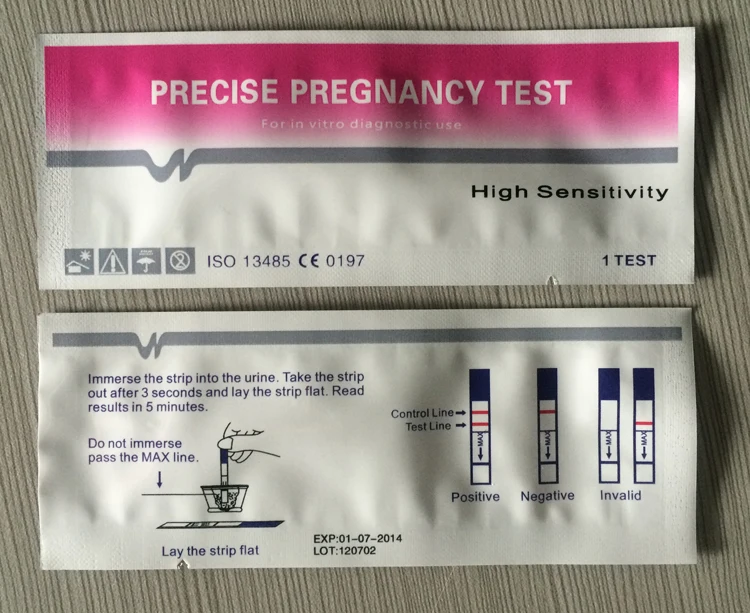 PRECISE PREGNANCY TEST
For in vitro diagnostic use
High Sensitivity
ISO 13485 CE 0197
1 TEST
Immerse the strip into the urine. Take the strip
out after 3 seconds and lay the strip flat. Read
results in 5 minutes.
Do not immerse
pass the MAX line.
Lay the strip flat
EXP:01-07-2014
LOT:120702
Control Line
Test Line
MAX
MAX
MAX
MAX
Positive
Negative
Invalid